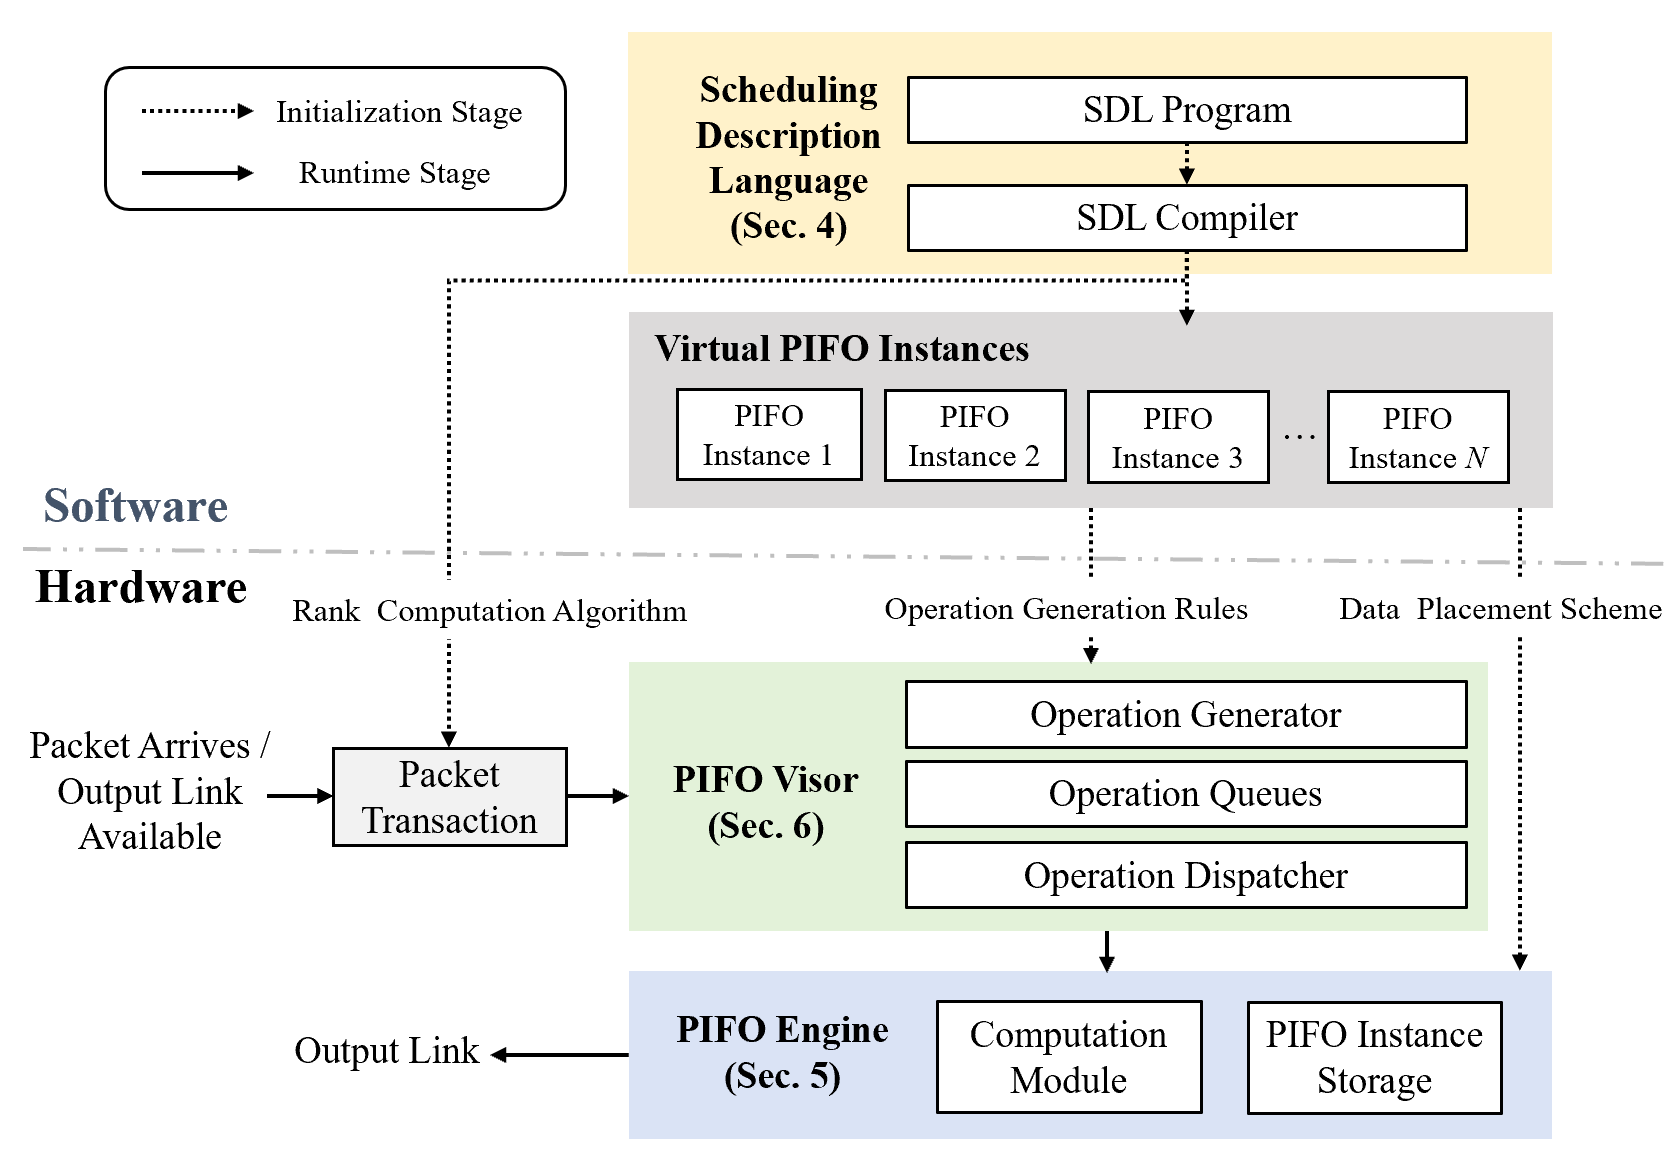 Initialization Stage
Runtime Stage
Scheduling
Description
Language
(Sec. 4)
SDL Program
SDL Compiler
Virtual PIFO Instances
PIFO
Instance 1
PIFO
Instance 2
PIFO
Instance 3
...
PIFO
Instance N
Software
Hardware
Rank Computation Algorithm
Operation Generation Rules
Data Placement Scheme
Packet Arrives /
Output Link
Available
Packet
Transaction
PIFO Visor
(Sec. 6)
Operation Generator
Operation Queues
Operation Dispatcher
Output Link
PIFO Engine
(Sec. 5)
Computation
Module
PIFO Instance
Storage